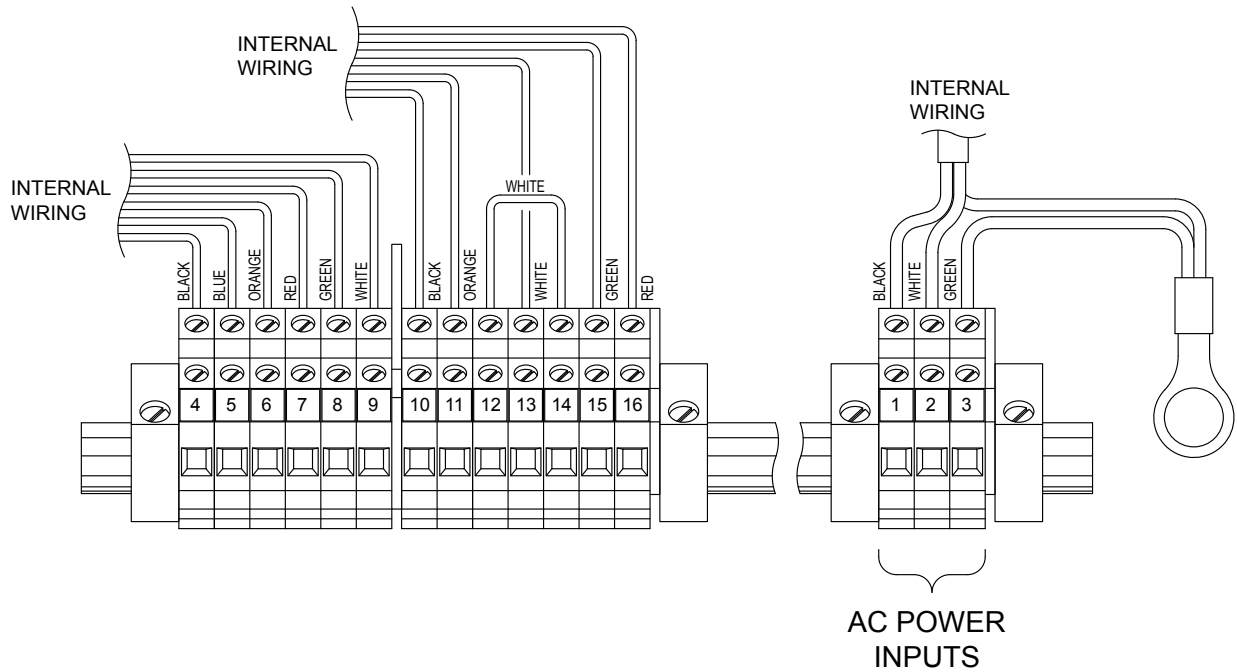 INTERNAL
WIRING
INTERNAL
WIRING
INTERNAL
WIRING
WHITE
BLACK
BLUE
ORANGE
RED
GREEN
WHITE
BLACK
ORANGE
WHITE
GREEN
RED
BLACK
WHITE
GREEN
4 5 6 7 8 9 10 11 12 13 14 15 16 1 2 3
AC POWER
INPUTS